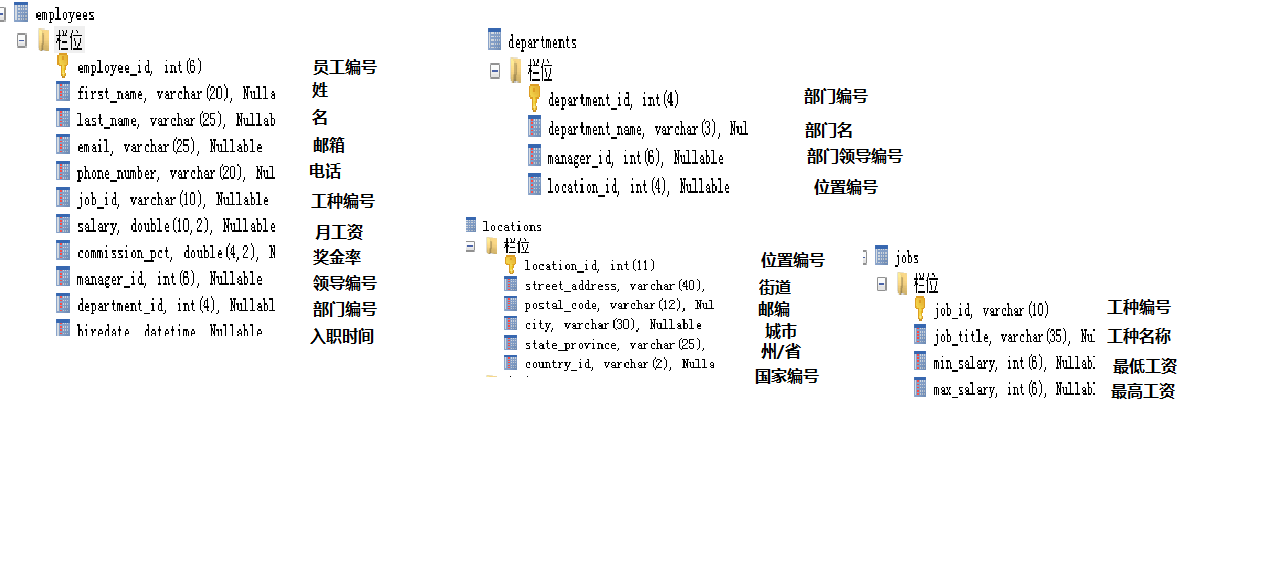 employees
栏位
employee_id, int(6) 员工编号
first_name, varchar(20), Nulla 姓
last_name, varchar(25), Nullab 名
email, varchar(25), Nullable 邮箱
phone_number, varchar(20), Nul 电话
job_id, varchar(10), Nullable 工种编号
salary, double(10,2), Nullable 月工资
commission_pct, double(4,2), N 奖金率
manager_id, int(6), Nullable 领导编号
department_id, int(4), Nullabl 部门编号
hiredate, datetime, Nullable 入职时间
departments
栏位
department_id, int(4) 部门编号
department_name, varchar(3), Nul 部门名
manager_id, int(6), Nullable 部门领导编号
location_id, int(4), Nullable 位置编号
locations
栏位
location_id, int(11) 位置编号
street_address, varchar(40), 街道
postal_code, varchar(12), Nul 邮编
city, varchar(30), Nullable 城市
state_province, varchar(25), 州/省
country_id, varchar(2), Nulla 国家编号
jobs
栏位
job_id, varchar(10) 工种编号
job_title, varchar(35), Nul 工种名称
min_salary, int(6), Nullabl 最低工资
max_salary, int(6), Nullabl 最高工资